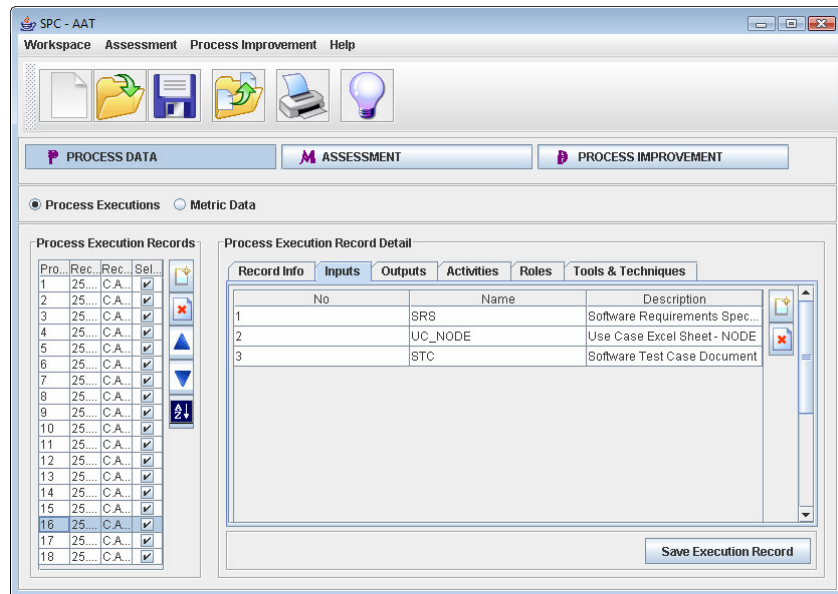 SPC - AAT
Workspace Assessment Process Improvement Help
P PROCESS DATA M ASSESSMENT D PROCESS IMPROVEMENT
Process Executions Metric Data
Process Execution Records
Pro... Rec... Rec... Sel...
1 25.... C.A...
2 25.... C.A...
3 25.... C.A...
4 25.... C.A...
5 25.... C.A...
6 25.... C.A...
7 25.... C.A...
8 25.... C.A...
9 25.... C.A...
10 25.... C.A...
11 25.... C.A...
12 25.... C.A...
13 25.... C.A...
14 25.... C.A...
15 25.... C.A...
16 25.... C.A...
17 25.... C.A...
18 25.... C.A...
A
Z
Process Execution Record Detail
Record Info Inputs Outputs Activities Roles Tools & Techniques
No Name Description
1 SRS Software Requirements Spec...
2 UC_NODE Use Case Excel Sheet - NODE
3 STC Software Test Case Document
Save Execution Record